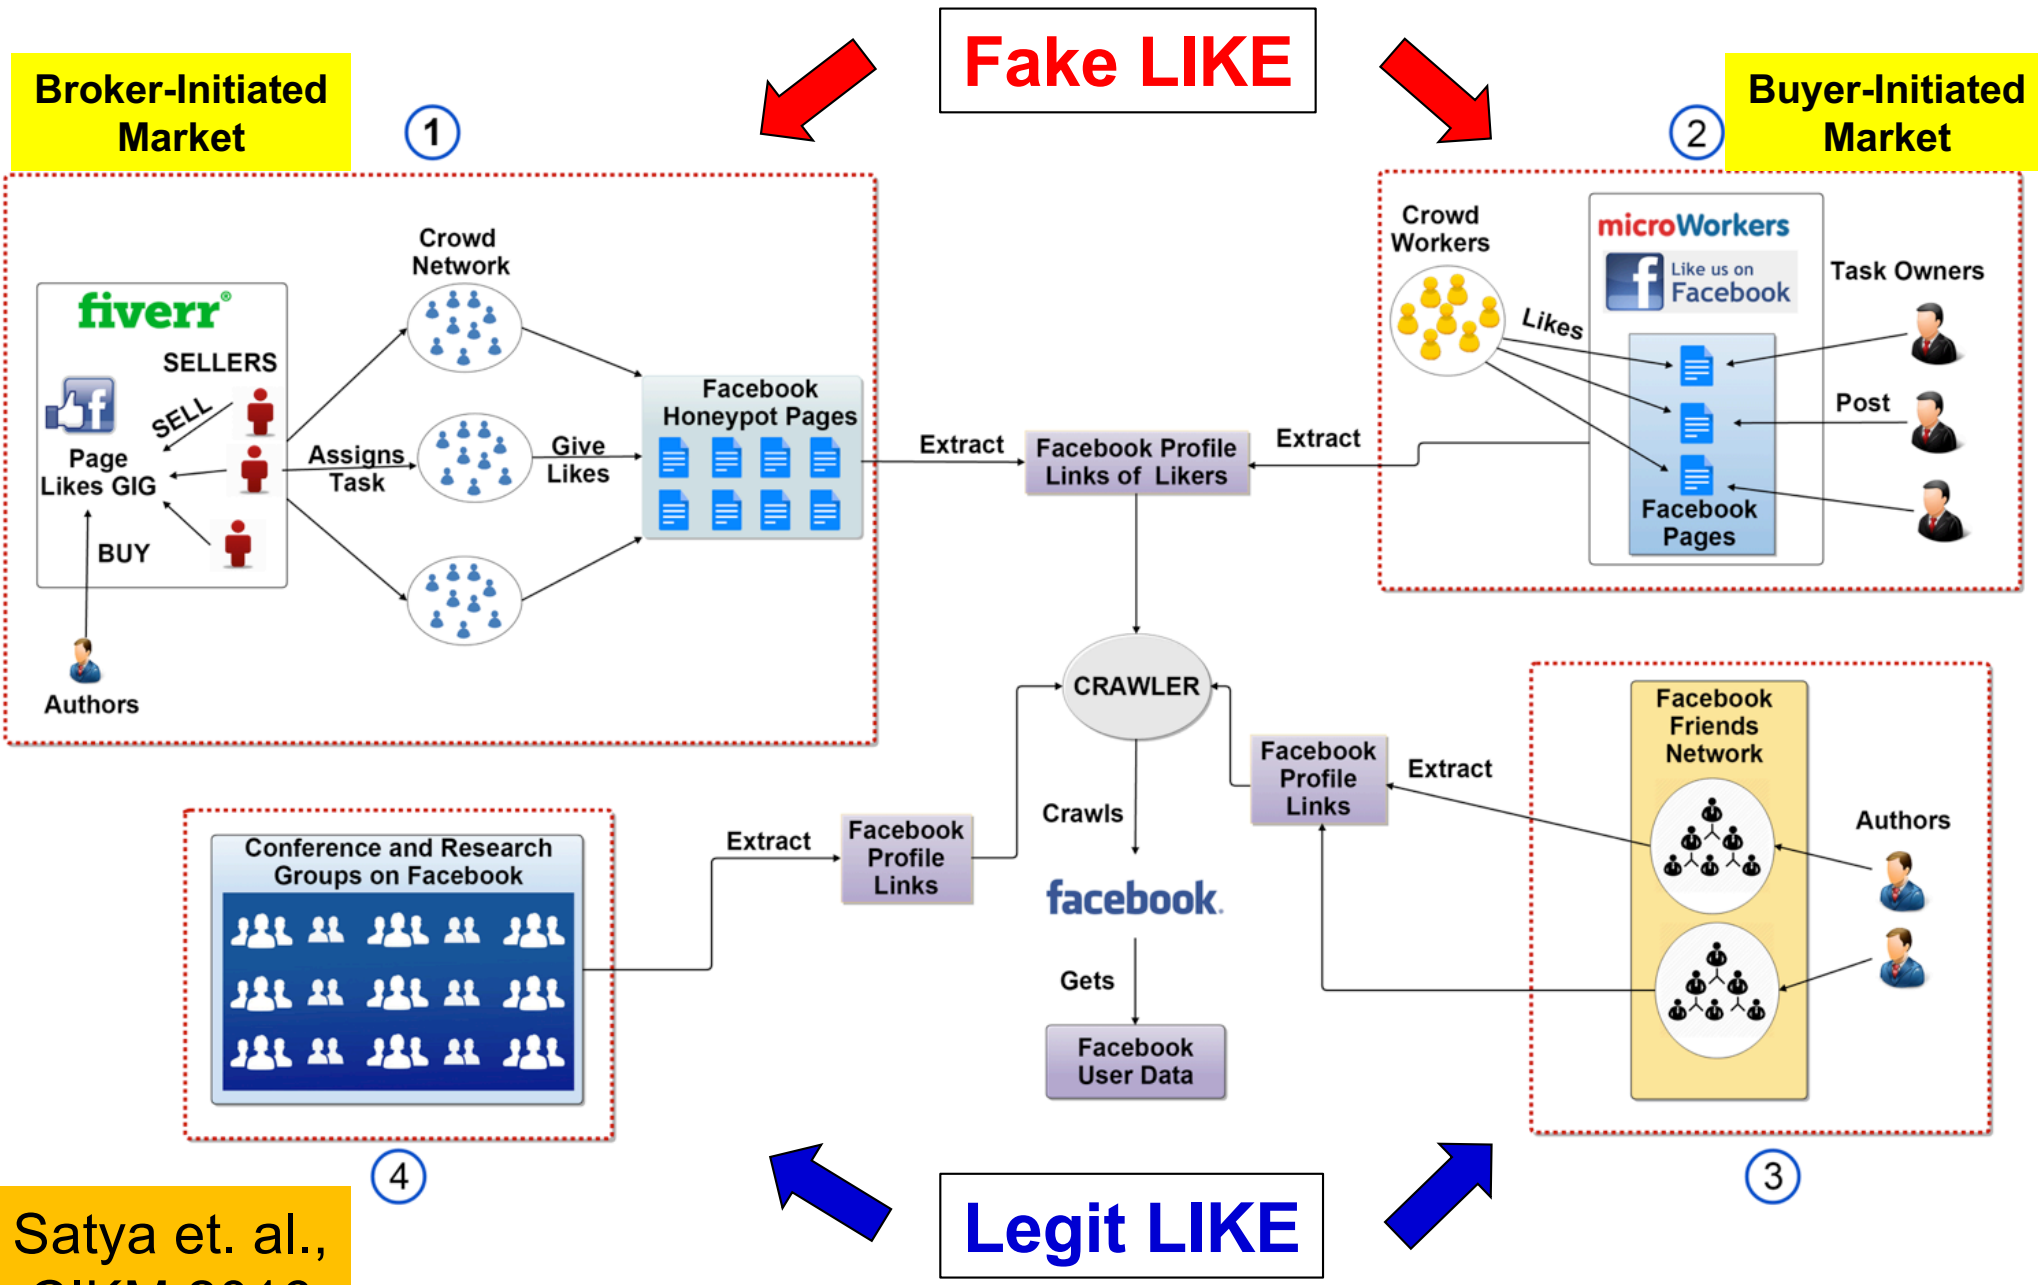 Fake LIKE
Broker-Initiated
Market
1
2
Buyer-Initiated
Market
fiverr®
SELLERS
SELL
Page
Likes GIG
BUY
Authors
Assigns
Task
Crowd
Network
Give
Likes
Facebook
Honeypot Pages
Extract
Facebook Profile
Links of Likers
Extract
Crowd
Workers
Likes
microWorkers
f
Like us on
Facebook
Task Owners
Post
Facebook
Pages
CRAWLER
Crawls
facebook.
Gets
Facebook
User Data
Facebook
Profile
Links
Extract
Facebook
Friends
Network
Authors
3
Conference and Research
Groups on Facebook
Extract
Facebook
Profile
Links
4
Legit LIKE
Satya et. al.,